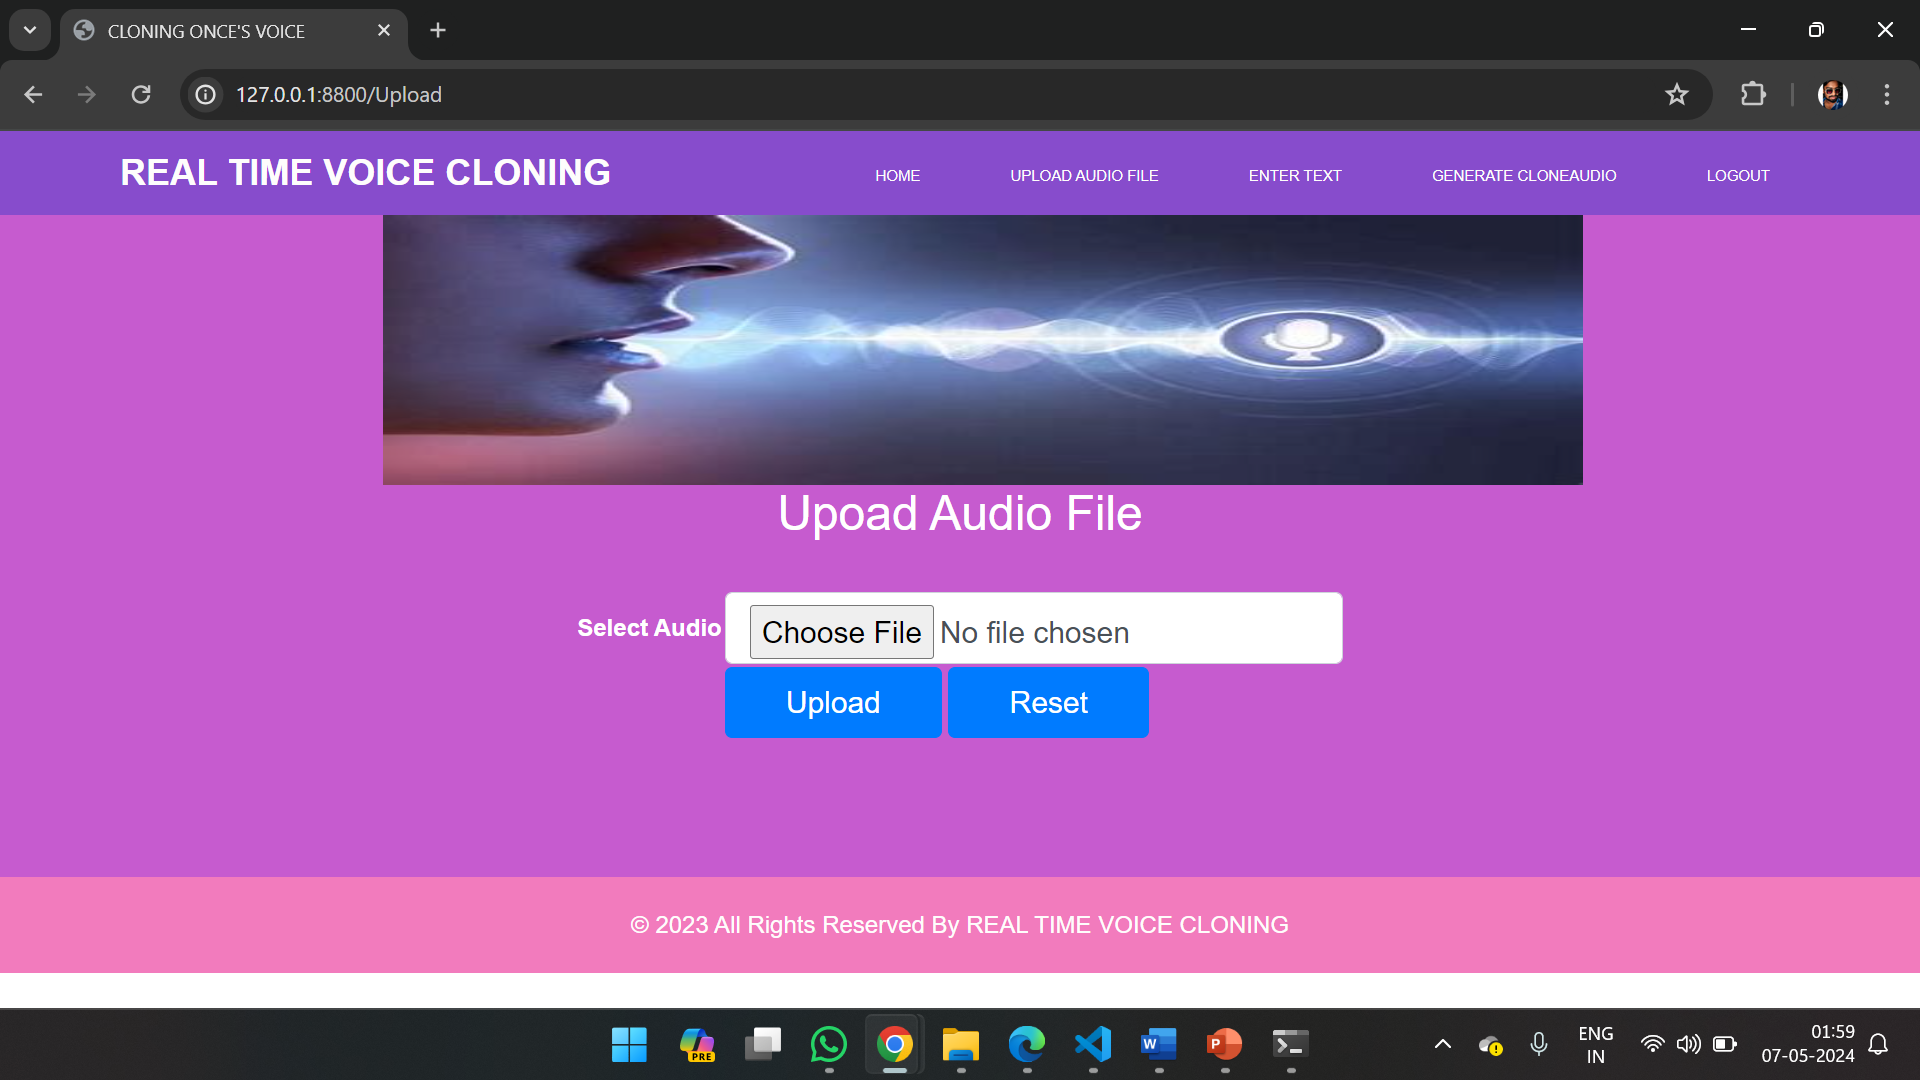 CLONING ONCE'S VOICE
127.0.0.1:8800/Upload
REAL TIME VOICE CLONING
HOME
UPLOAD AUDIO FILE
ENTER TEXT
GENERATE CLONEAUDIO
LOGOUT
Upoad Audio File
Select Audio
Choose File
No file chosen
Upload
Reset
© 2023 All Rights Reserved By REAL TIME VOICE CLONING
PRE
W
P
ENG
IN
01:59
07-05-2024